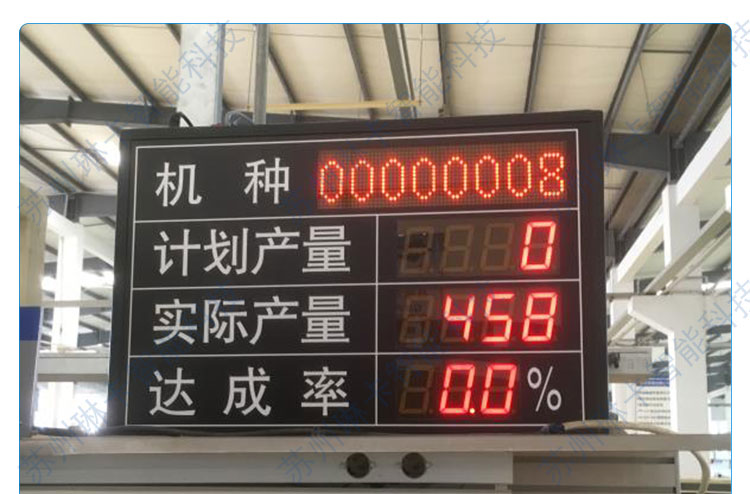 机 种 00000008
计划产量 0
实际产量 458
达成率 0.0%